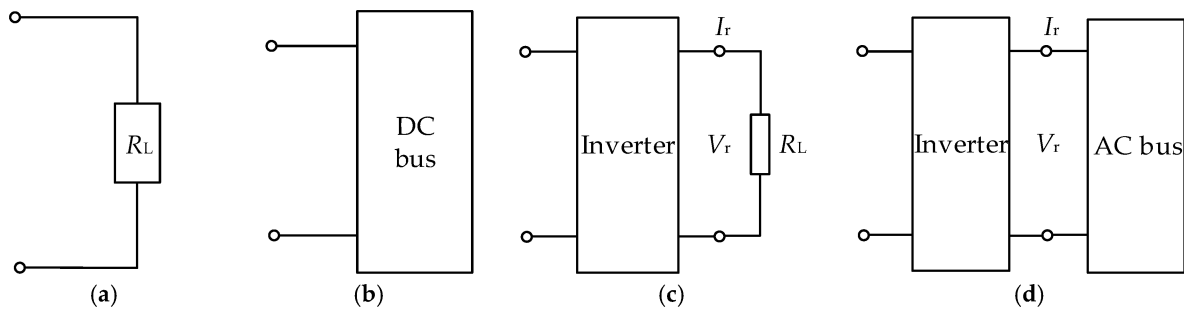 RL
(a)
DC
bus
(b)
Inverter
Ir
Vr
RL
(c)
Inverter
Ir
Vr
AC bus
(d)